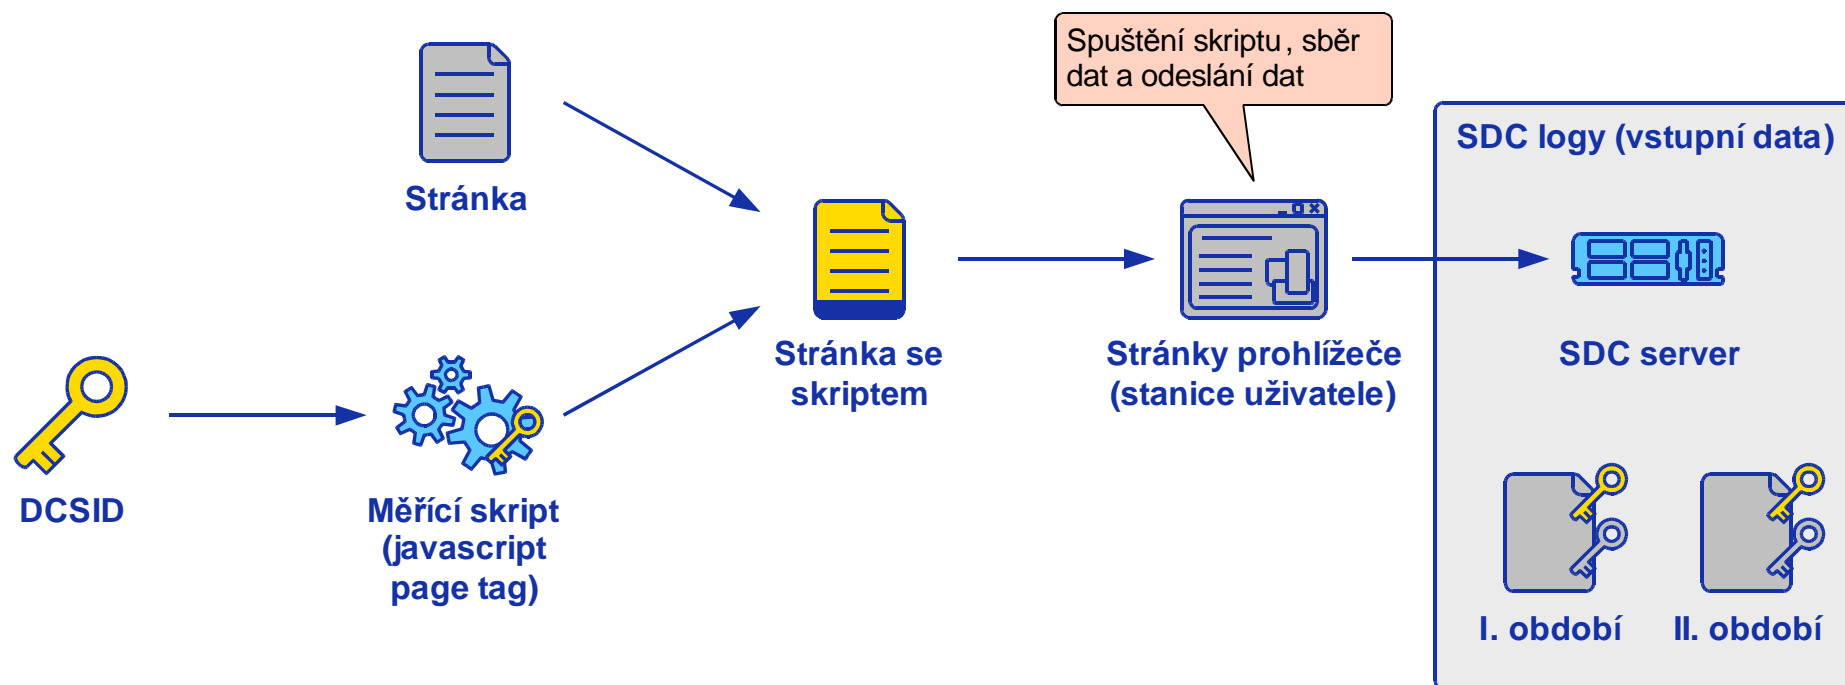 Spuštění skriptu, sběr
dat a odeslání dat
SDC logy (vstupní data)
Stránka
Stránka se
skriptem
Stránky prohlížeče
(stanice uživatele)
SDC server
DCSID
Měřící skript
(javascript
page tag)
I. období
II. období